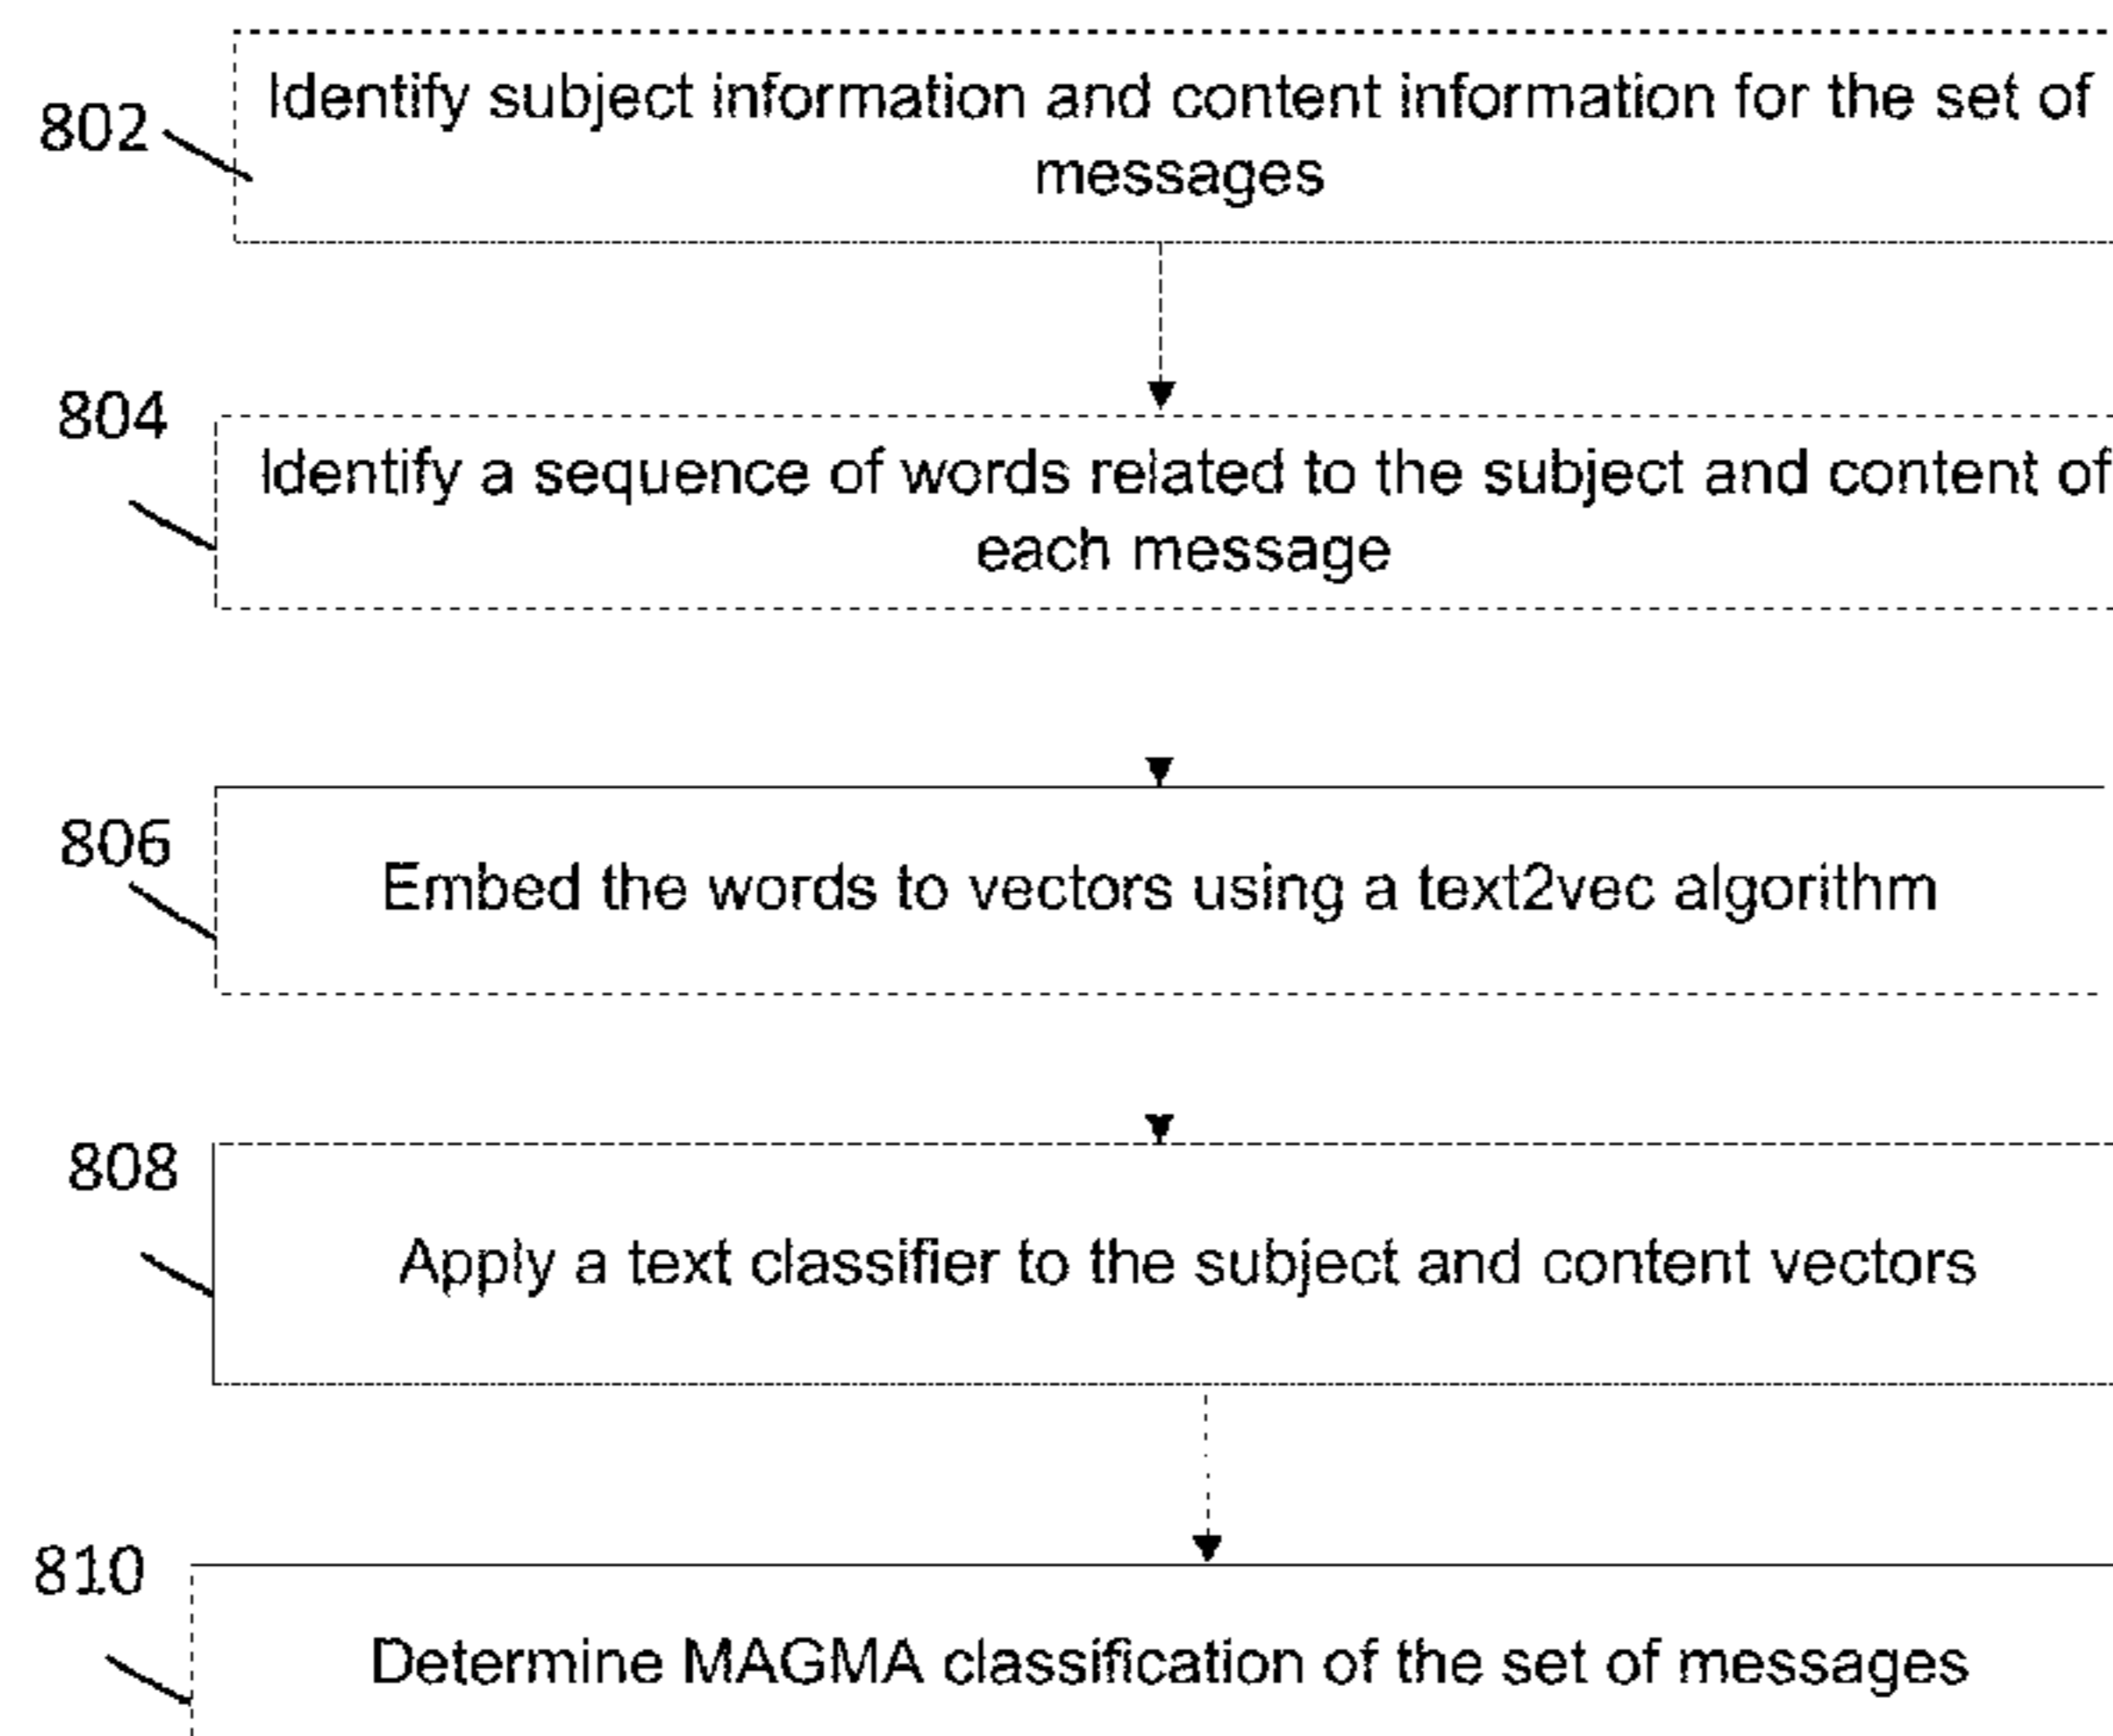 802
Identify subject information and content information for the set of
messages
804
Identify a sequence of words related to the subject and content of
each message
806
Embed the words to vectors using a text2vec algorithm
808
Apply a text classifier to the subject and content vectors
810
Determine MAGMA classification of the set of messages